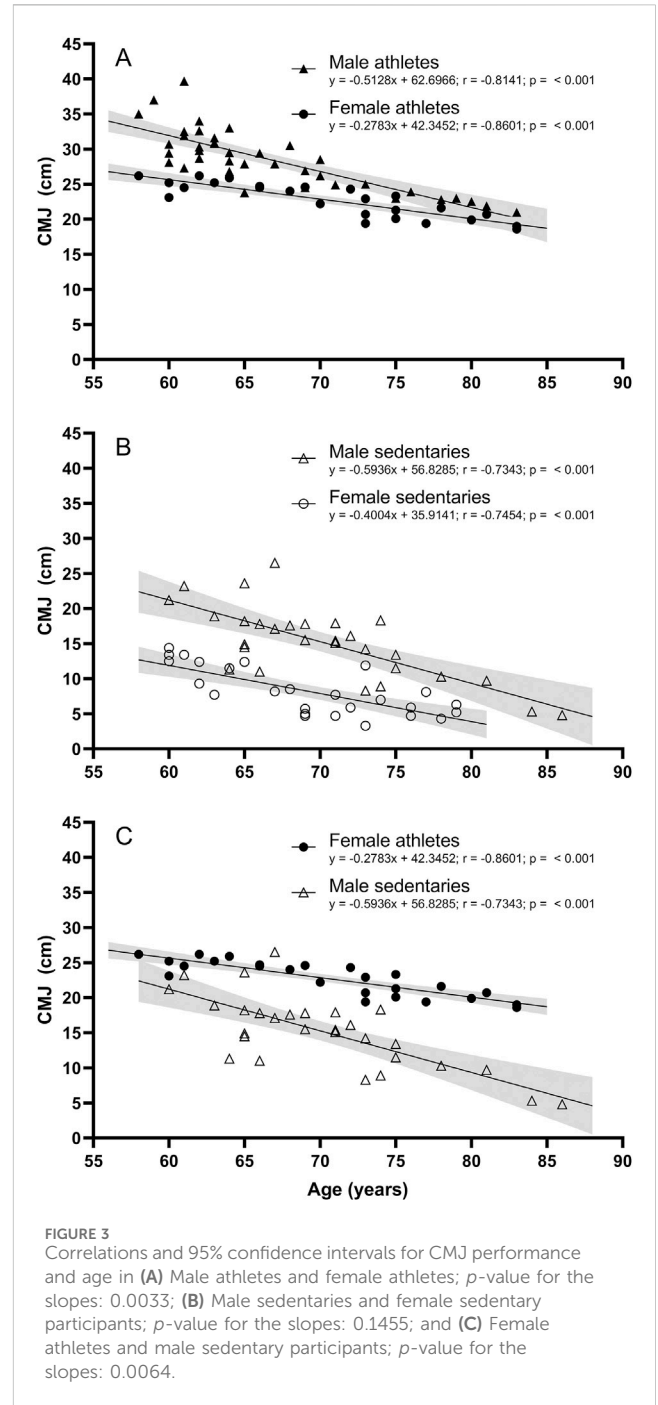 A
Male athletes
y = -0.5128x + 62.6966; r = -0.8141; p = < 0.001
Female athletes
y = -0.2783x + 42.3452; r = -0.8601; p = < 0.001
CMJ (cm)
45
40
35
30
25
20
15
10
5
0
55 60 65 70 75 80 85 90
B
Male sedentaries
y = -0.5936x + 56.8285; r = -0.7343; p = < 0.001
Female sedentaries
y = -0.4004x + 35.9141; r = -0.7454; p = < 0.001
CMJ (cm)
45
40
35
30
25
20
15
10
5
0
55 60 65 70 75 80 85 90
C
Female athletes
y = -0.2783x + 42.3452; r = -0.8601; p = < 0.001
Male sedentaries
y = -0.5936x + 56.8285; r = -0.7343; p = < 0.001
CMJ (cm)
45
40
35
30
25
20
15
10
5
0
55 60 65 70 75 80 85 90
Age (years)
FIGURE 3
Correlations and 95% confidence intervals for CMJ performance
and age in (A) Male athletes and female athletes; p-value for the
slopes: 0.0033; (B) Male sedentaries and female sedentary
participants; p-value for the slopes: 0.1455; and (C) Female
athletes and male sedentary participants; p-value for the
slopes: 0.0064.